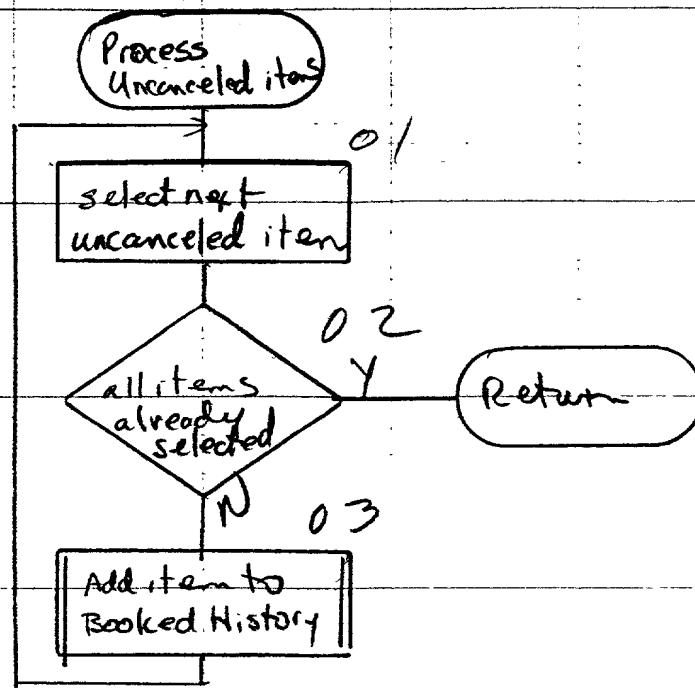 Process
Uncanceled items
01
select next
uncanceled item
02
all items
already
selected
Y
Return
N
03
Add item to
Booked History